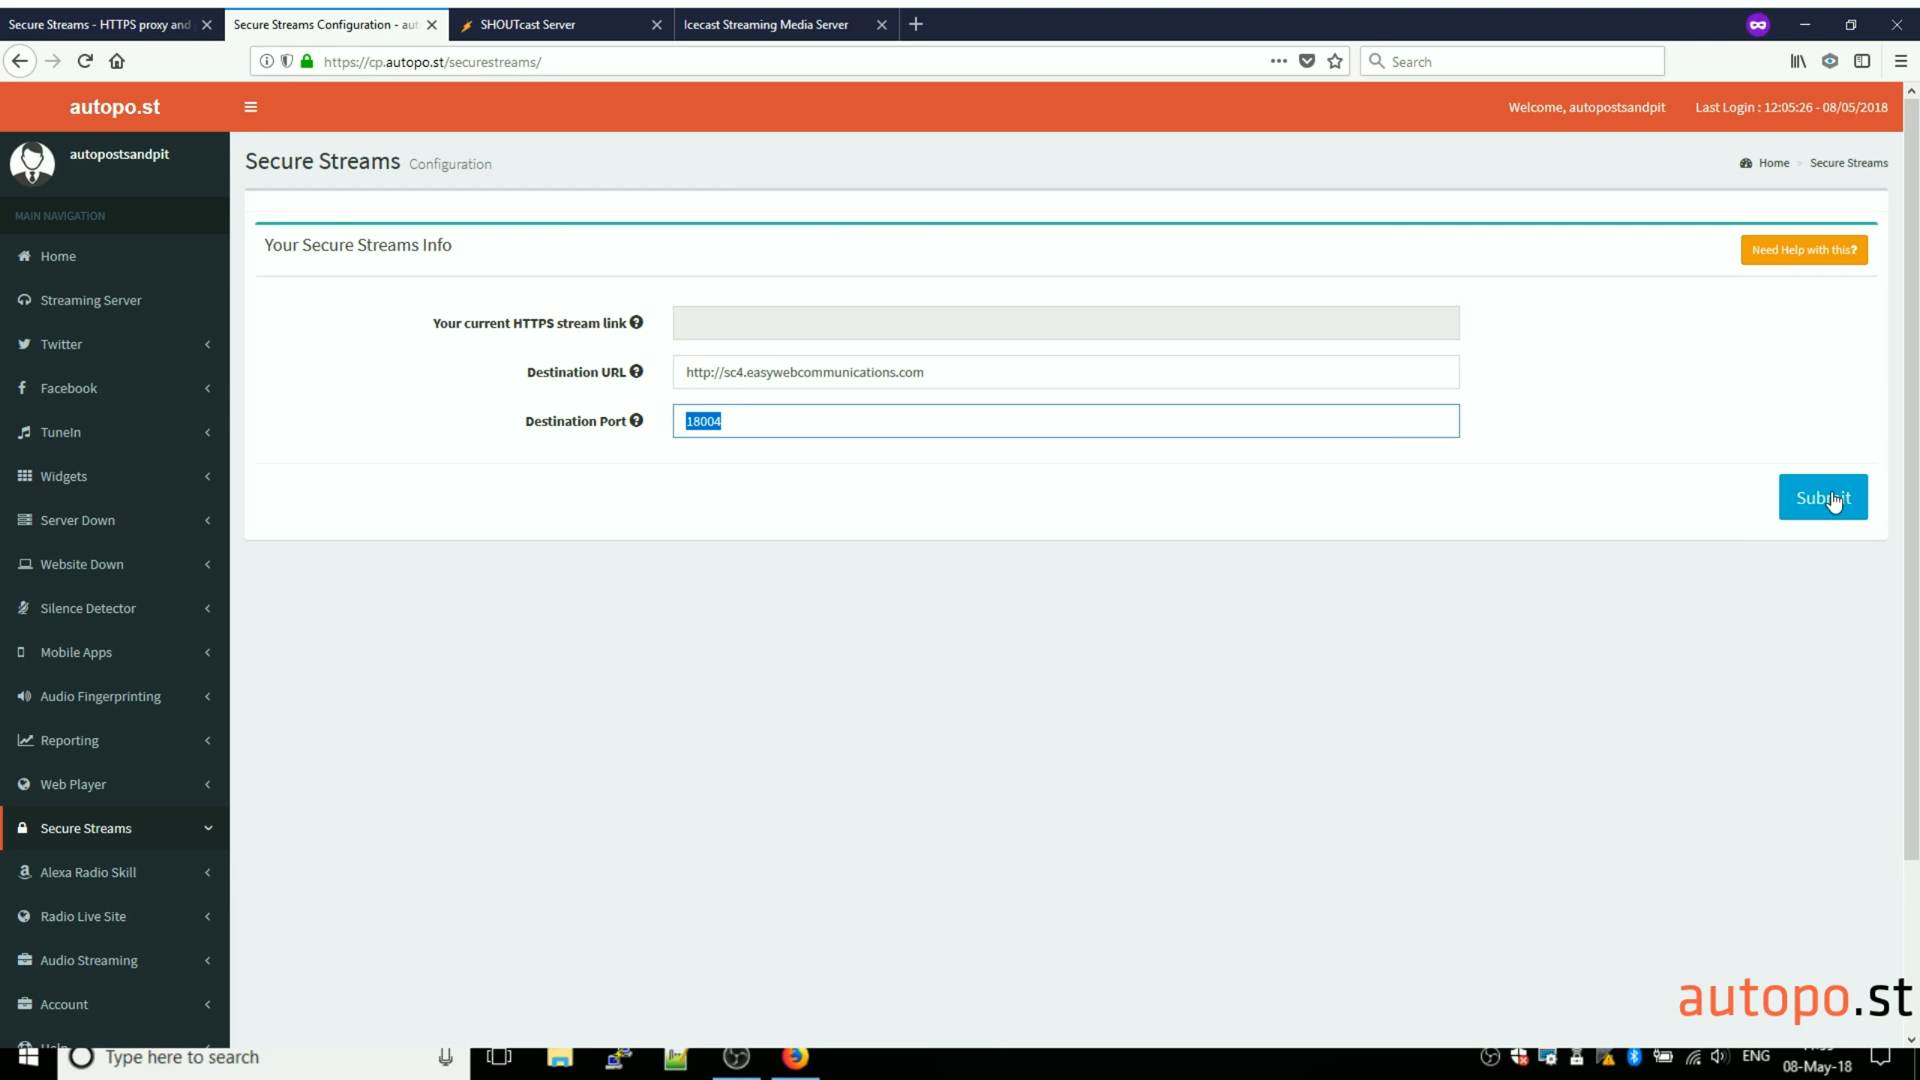 Secure Streams - HTTPS proxy and
Secure Streams Configuration - aut
SHOUTcast Server
Icecast Streaming Media Server
https://cp.autopo.st/securestreams/
Search
autopo.st
Welcome, autopostsandpit
Last Login : 12:05:26 - 08/05/2018
autopostsandpit
Secure Streams Configuration
Home > Secure Streams
MAIN NAVIGATION
Your Secure Streams Info
Need Help with this?
Home
Streaming Server
Twitter
Facebook
TuneIn
Widgets
Server Down
Website Down
Silence Detector
Mobile Apps
Audio Fingerprinting
Reporting
Web Player
Secure Streams
Alexa Radio Skill
Radio Live Site
Audio Streaming
Account
Your current HTTPS stream link
Destination URL
http://sc4.easywebcommunications.com
Destination Port
18004
Submit
autopo.st
Type here to search
ENG
08-May-18